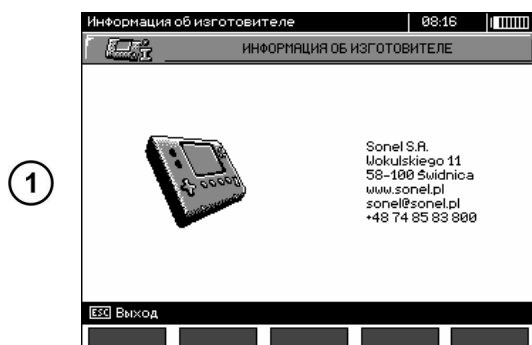 Информация об изготовителе 08:16
ИНФОРМАЦИЯ ОБ ИЗГОТОВИТЕЛЕ
1
Sonel S.A.
Wokulskiego 11
58-100 Świdnica
www.sonel.pl
sonel@sonel.pl
+48 74 85 83 800
ESC Выход